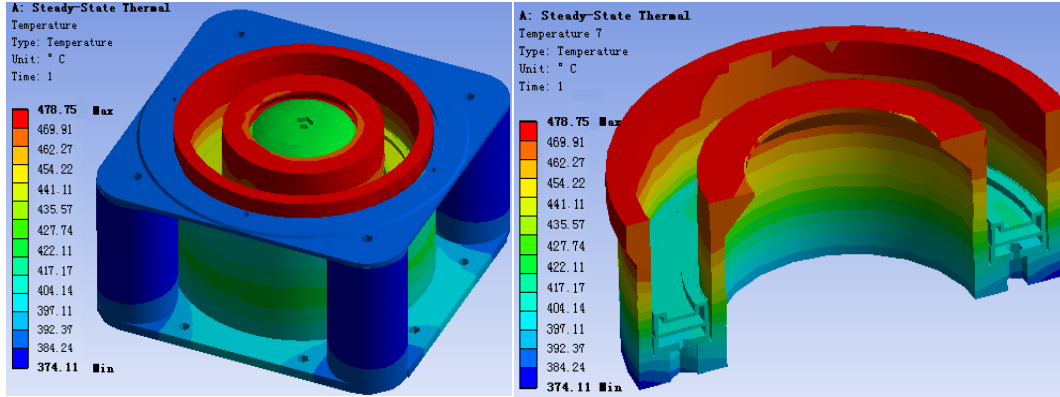 A: Steady-State Thermal
Temperature
Type: Temperature
Unit: ° C
Time: 1
478.75 Max
469.91
462.27
454.22
441.11
435.57
427.74
422.11
417.17
404.14
397.11
392.37
384.24
374.11 Min
A: Steady-State Thermal
Temperature 7
Type: Temperature
Unit: ° C
Time: 1
478.75 Max
469.91
462.27
454.22
441.11
435.57
427.74
422.11
417.17
404.14
397.11
392.37
384.24
374.11 Min